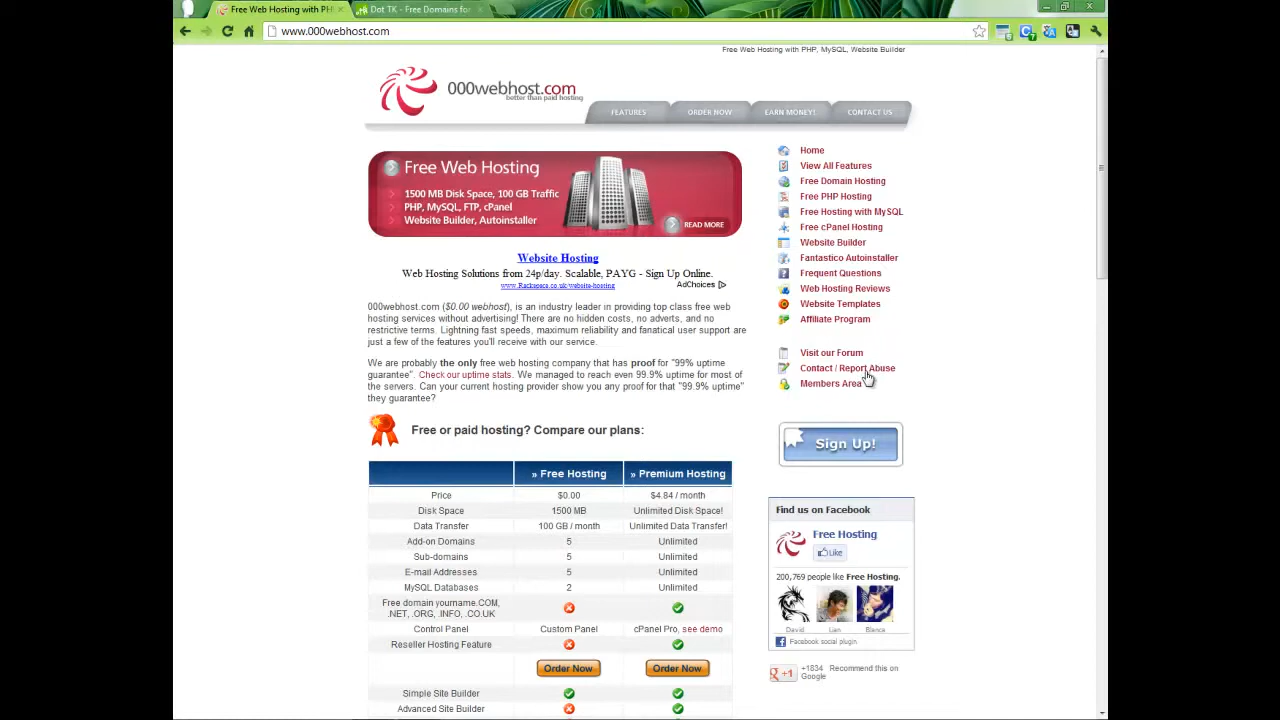 Free Web Hosting with PH
Dot TK - Free Domains for
www.000webhost.com
Free Web Hosting with PHP, MySQL, Website Builder
000webhost.com
better than paid hosting
FEATURES
ORDER NOW
EARN MONEY!
CONTACT US
Free Web Hosting
1500 MB Disk Space, 100 GB Traffic
PHP, MySQL, FTP, cPanel
Website Builder, Autoinstaller
READ MORE
Website Hosting
Web Hosting Solutions from 24p/day. Scalable, PAYG - Sign Up Online.
www.Rackspace.co.uk/website-hosting
AdChoices
000webhost.com ($0.00 webhost), is an industry leader in providing top class free web
hosting services without advertising! There are no hidden costs, no adverts, and no
restrictive terms. Lightning fast speeds, maximum reliability and fanatical user support are
just a few of the features you'll receive with our service.
We are probably the only free web hosting company that has proof for "99% uptime
guarantee". Check our uptime stats. We managed to reach even 99.9% uptime for most of
the servers. Can your current hosting provider show you any proof for that "99.9% uptime"
they guarantee?
Free or paid hosting? Compare our plans:
» Free Hosting » Premium Hosting
Price $0.00 $4.84 / month
Disk Space 1500 MB Unlimited Disk Space!
Data Transfer 100 GB / month Unlimited Data Transfer!
Add-on Domains 5 Unlimited
Sub-domains 5 Unlimited
E-mail Addresses 5 Unlimited
MySQL Databases 2 Unlimited
Free domain yourname.COM,
.NET, .ORG, .INFO, .CO.UK
Control Panel Custom Panel cPanel Pro, see demo
Reseller Hosting Feature
Order Now Order Now
Simple Site Builder
Advanced Site Builder
Home
View All Features
Free Domain Hosting
Free PHP Hosting
Free Hosting with MySQL
Free cPanel Hosting
Website Builder
Fantastico Autoinstaller
Frequent Questions
Web Hosting Reviews
Website Templates
Affiliate Program
Visit our Forum
Contact / Report Abuse
Members Area
Sign Up!
Find us on Facebook
Free Hosting
Like
200,769 people like Free Hosting.
David Lian Bianca
Facebook social plugin
+1 +1834 Recommend this on
Google